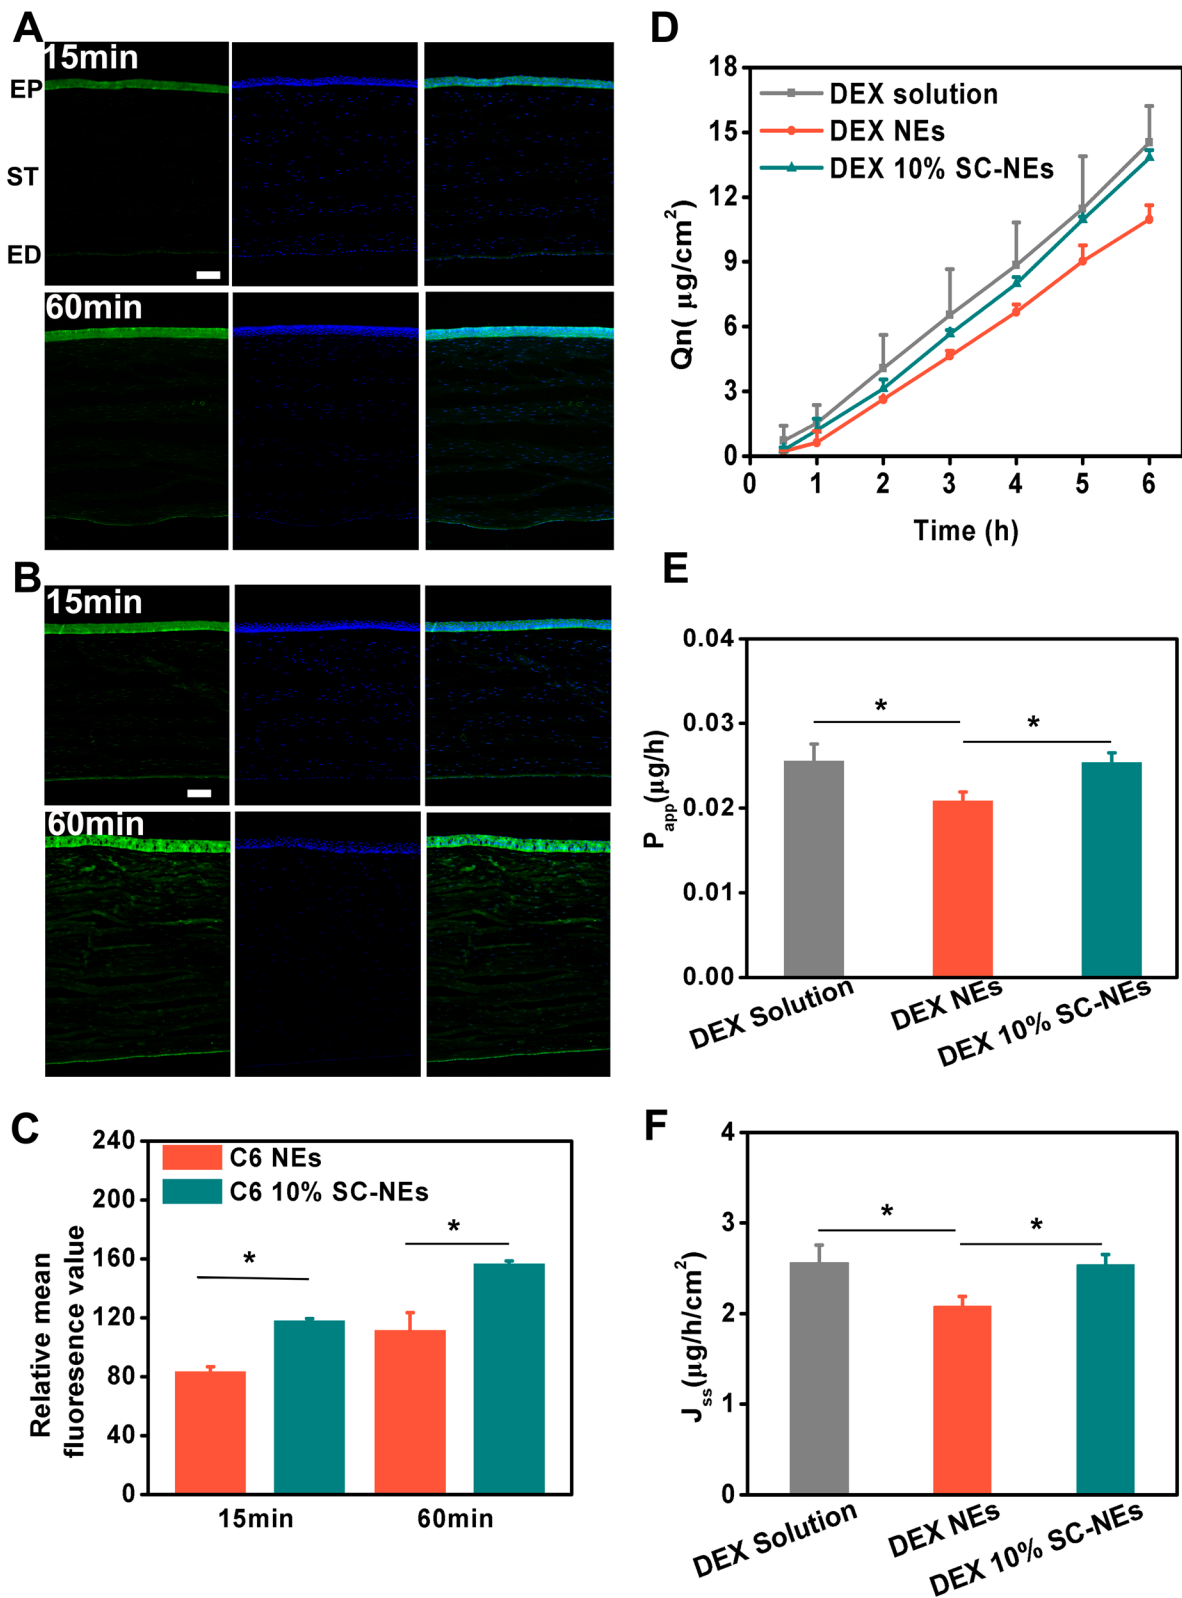 A
15min
EP
ST
ED
60min
B
15min
60min
C
Relative mean
fluoresence value
240
200
160
120
80
40
0
C6 NEs
C6 10% SC-NEs
*
*
15min
60min
D
Qn( μg/cm²)
18
15
12
9
6
3
0
DEX solution
DEX NEs
DEX 10% SC-NEs
0 1 2 3 4 5 6
Time (h)
E
Papp(μg/h)
0.04
0.03
0.02
0.01
0.00
*
*
DEX Solution
DEX NEs
DEX 10% SC-NEs
F
Jss(μg/h/cm²)
4
3
2
1
0
*
*
DEX Solution
DEX NEs
DEX 10% SC-NEs